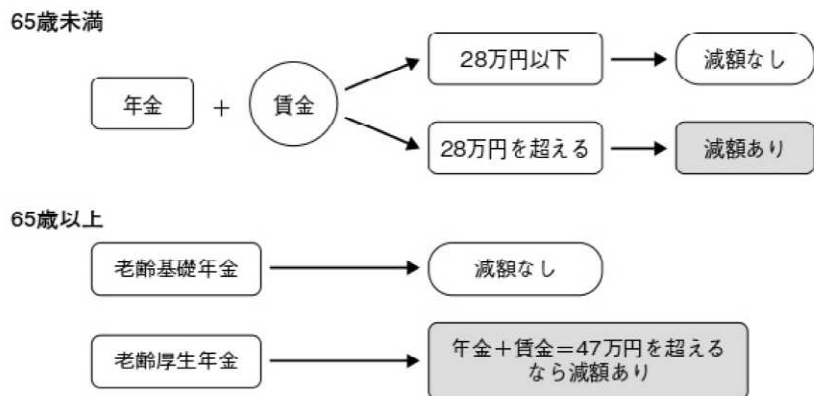 65歳未満
年金
+
賃金
28万円以下
減額なし
28万円を超える
減額あり
65歳以上
老齢基礎年金
減額なし
老齢厚生年金
年金+賃金=47万円を超える
なら減額あり